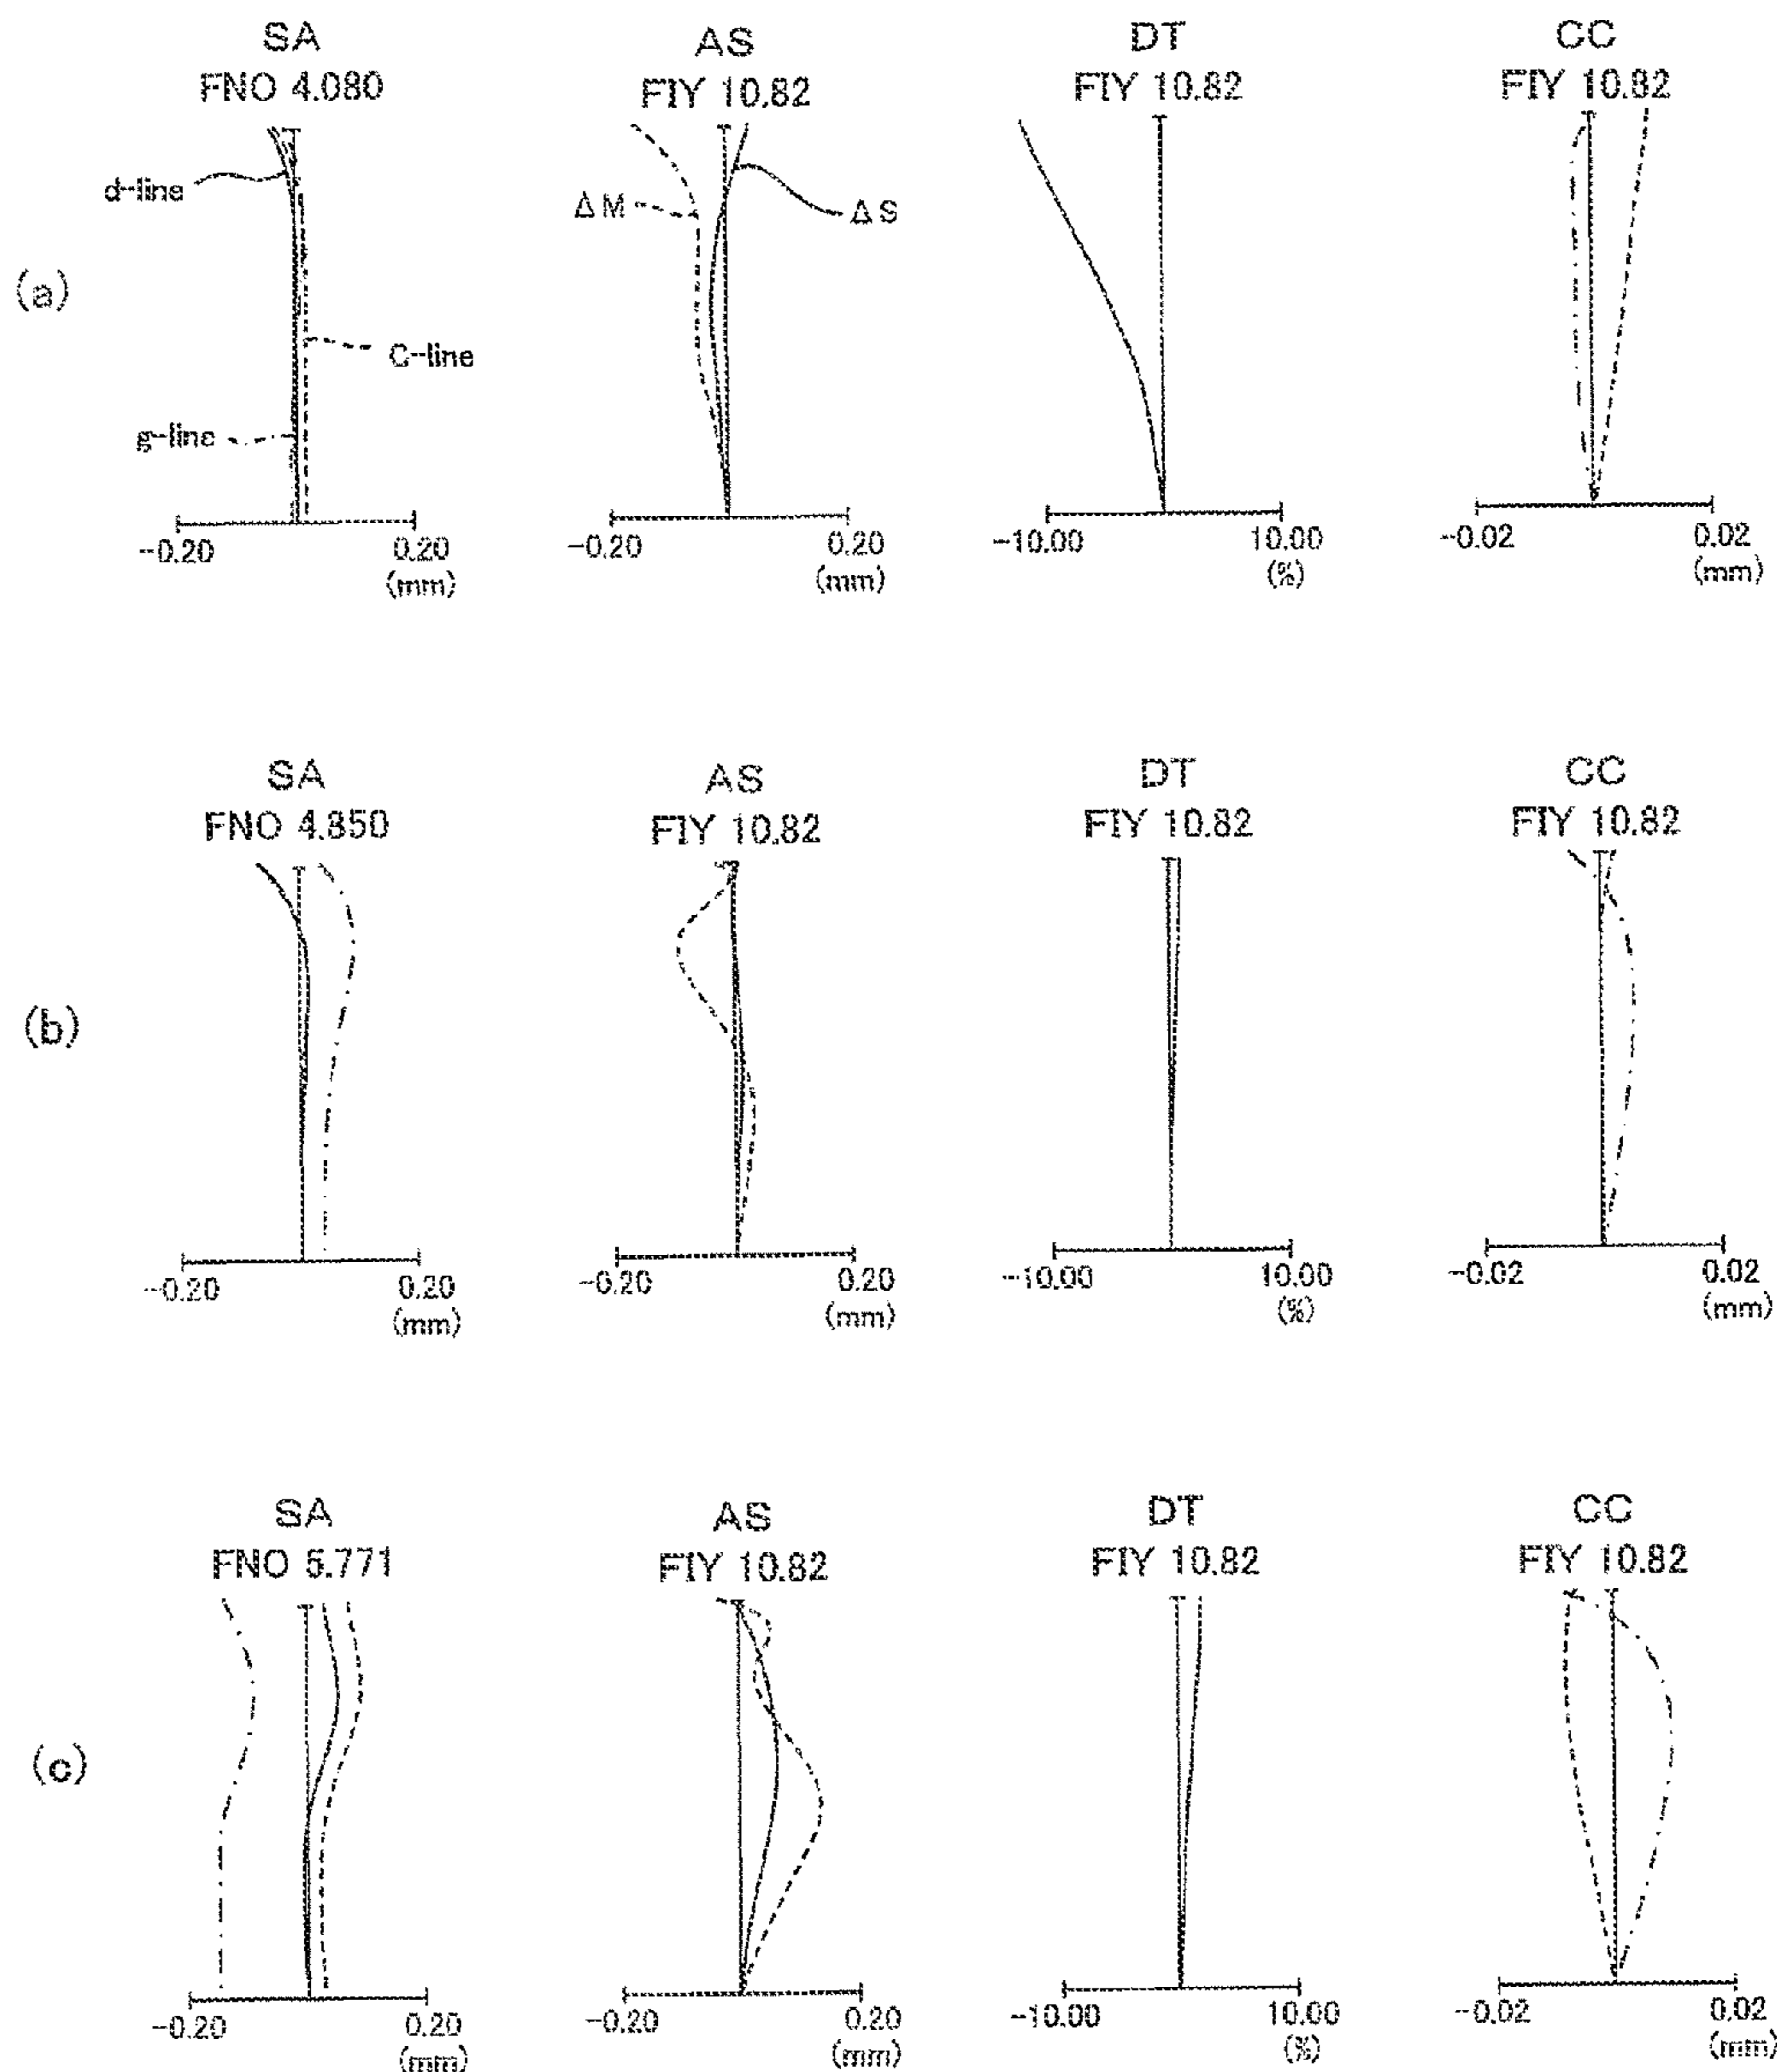 SA AS DT CC
FNO 4.080 FIY 10.82 FIY 10.82 FIY 10.82
d-line
ΔM ΔS
(a)
C-line
g-line
-0.20 0.20 -0.20 0.20 -10.00 10.00 -0.02 0.02
(mm) (mm) (%) (mm)
SA AS DT CC
FNO 4.850 FIY 10.82 FIY 10.82 FIY 10.82
(b)
-0.20 0.20 -0.20 0.20 -10.00 10.00 -0.02 0.02
(mm) (mm) (%) (mm)
SA AS DT CC
FNO 5.771 FIY 10.82 FIY 10.82 FIY 10.82
(c)
-0.20 0.20 -0.20 0.20 -10.00 10.00 -0.02 0.02
(mm) (mm) (%) (mm)